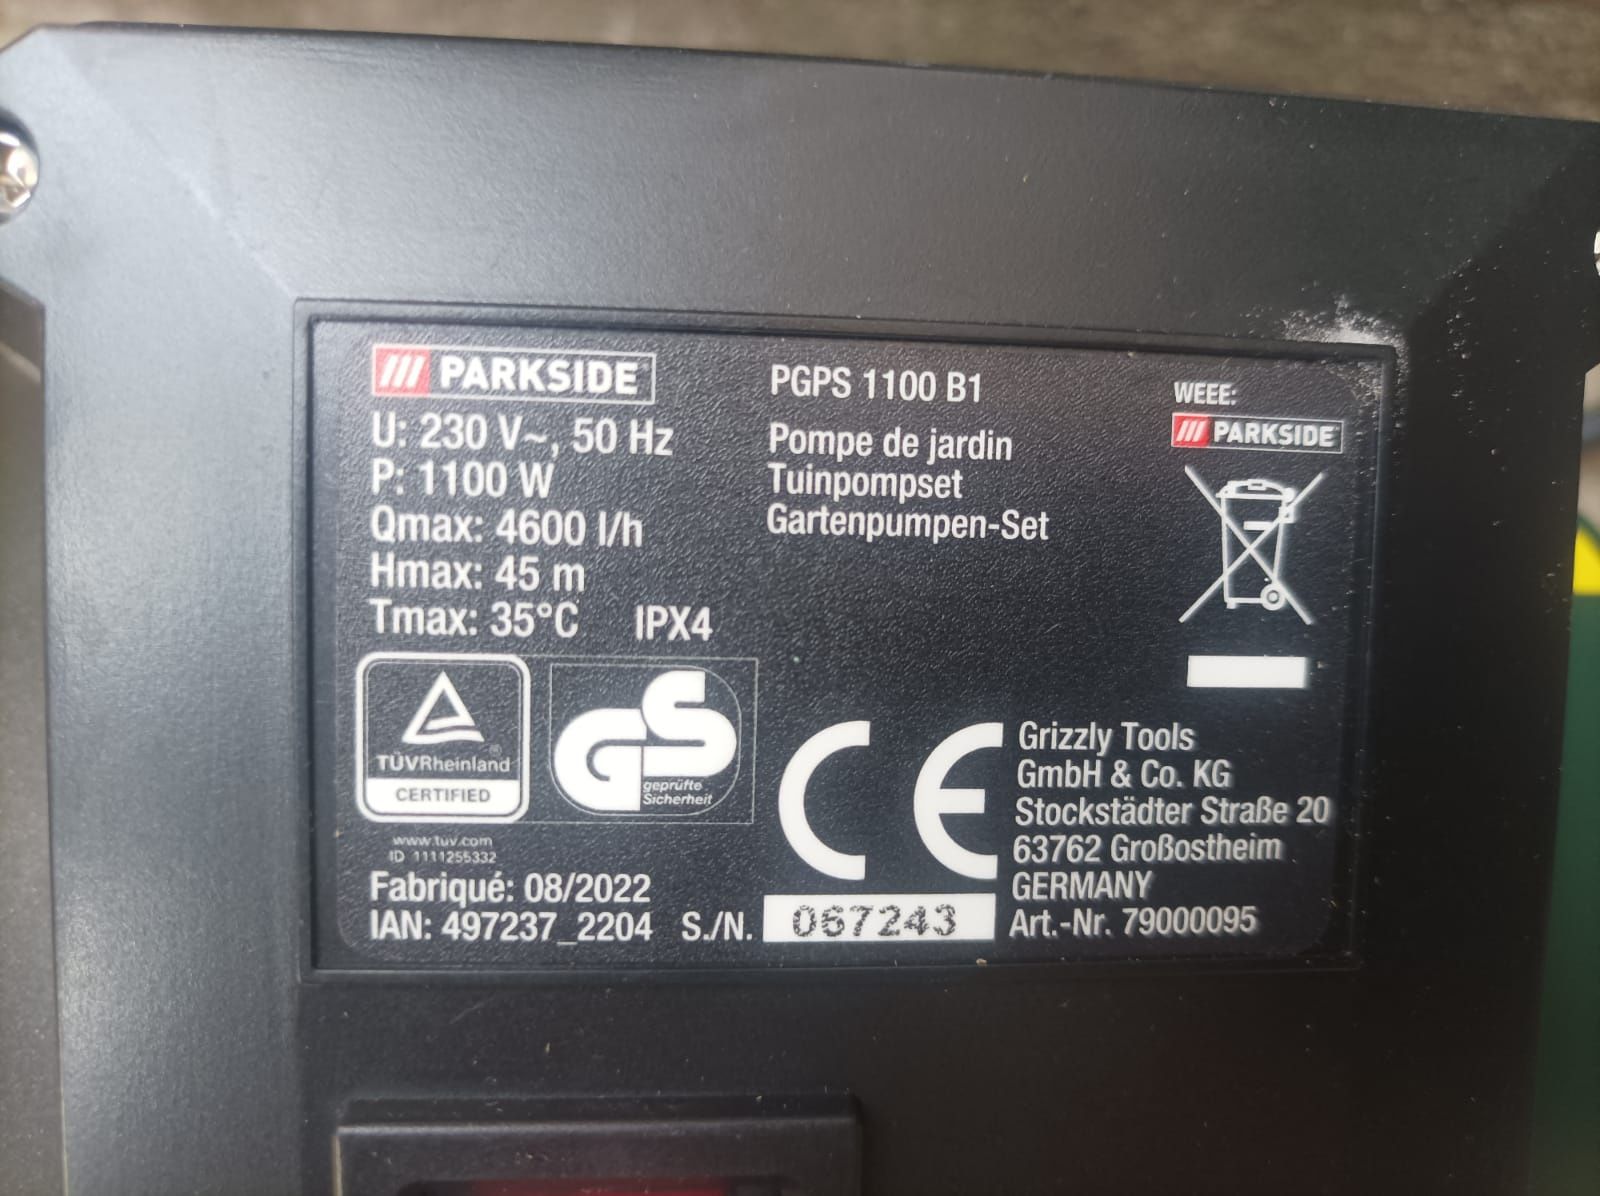 PARKSIDE
U: 230 V~, 50 Hz
P: 1100 W
Qmax: 4600 l/h
Hmax: 45 m
Tmax: 35°C IPX4
PGPS 1100 B1
Pompe de jardin
Tuinpompset
Gartenpumpen-Set
WEEE:
PARKSIDE
TÜVRheinland®
CERTIFIED
GS
geprüfte
Sicherheit
www.tuv.com
ID 1111255332
CE
Fabriqué: 08/2022
IAN: 497237_2204 S./N. 067243
Grizzly Tools
GmbH & Co. KG
Stockstädter Straße 20
63762 Großostheim
GERMANY
Art.-Nr. 79000095